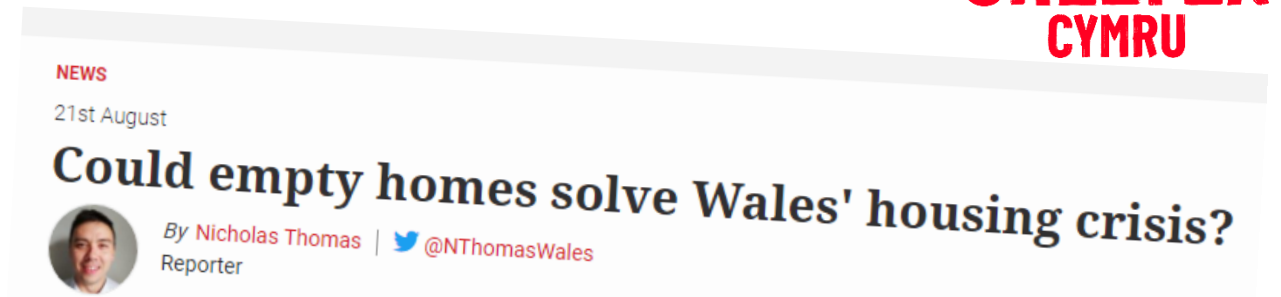 CYMRU
NEWS
21st August
Could empty homes solve Wales' housing crisis?
By Nicholas Thomas | @NThomasWales
Reporter